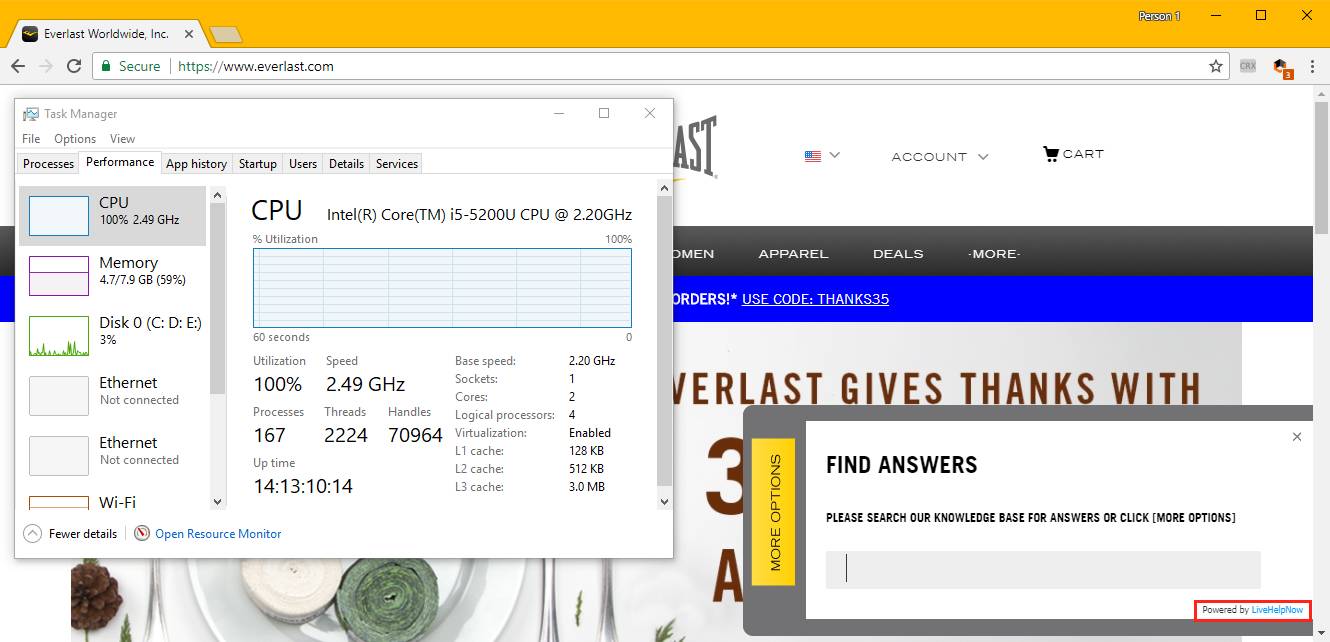 Person 1
Everlast Worldwide, Inc.
Secure
https://www.everlast.com
CRX
3
Task Manager
File Options View
Processes Performance App history Startup Users Details Services
CPU
100% 2.49 GHz
Memory
4.7/7.9 GB (59%)
Disk 0 (C: D: E:)
3%
Ethernet
Not connected
Ethernet
Not connected
Wi-Fi
CPU Intel(R) Core(TM) i5-5200U CPU @ 2.20GHz
% Utilization 100%
60 seconds 0
Utilization Speed
100% 2.49 GHz
Processes Threads Handles
167 2224 70964
Up time
14:13:10:14
Base speed: 2.20 GHz
Sockets: 1
Cores: 2
Logical processors: 4
Virtualization: Enabled
L1 cache: 128 KB
L2 cache: 512 KB
L3 cache: 3.0 MB
Fewer details Open Resource Monitor
AST
ACCOUNT CART
OMEN APPAREL DEALS -MORE-
ORDERS!* USE CODE: THANKS35
VERLAST GIVES THANKS WITH
3
A
MORE OPTIONS
FIND ANSWERS
PLEASE SEARCH OUR KNOWLEDGE BASE FOR ANSWERS OR CLICK [MORE OPTIONS]
Powered by LiveHelpNow